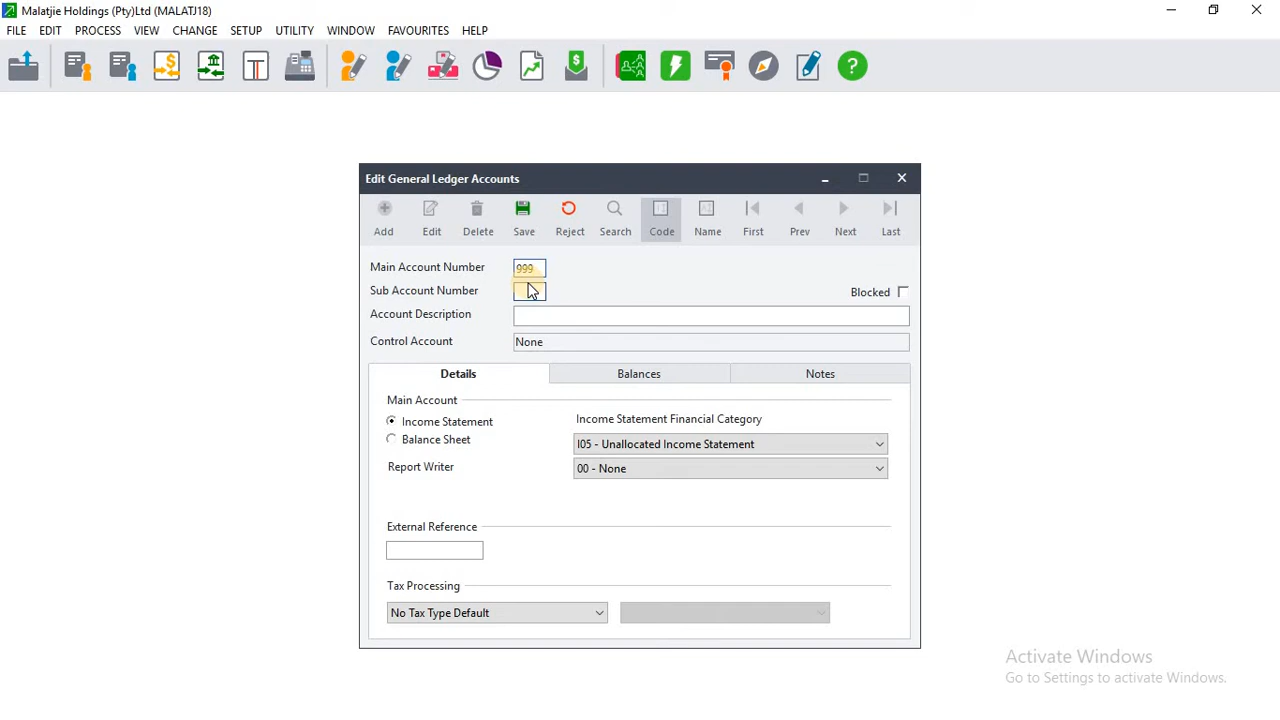 Malatjie Holdings (Pty)Ltd (MALATJ18)
FILE EDIT PROCESS VIEW CHANGE SETUP UTILITY WINDOW FAVOURITES HELP
Edit General Ledger Accounts
Add Edit Delete Save Reject Search Code Name First Prev Next Last
Main Account Number 999
Sub Account Number Blocked
Account Description
Control Account None
Details Balances Notes
Main Account
Income Statement Income Statement Financial Category
Balance Sheet I05 - Unallocated Income Statement
Report Writer 00 - None
External Reference
Tax Processing
No Tax Type Default
Activate Windows
Go to Settings to activate Windows.